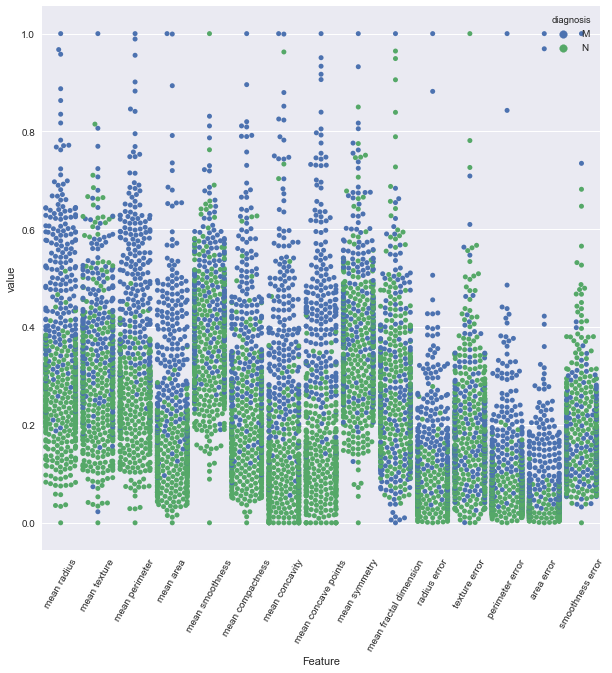 diagnosis
M
N
value
1.0
0.8
0.6
0.4
0.2
0.0
mean radius
mean texture
mean perimeter
mean area
mean smoothness
mean compactness
mean concavity
mean concave points
mean symmetry
mean fractal dimension
radius error
texture error
perimeter error
area error
smoothness error
Feature